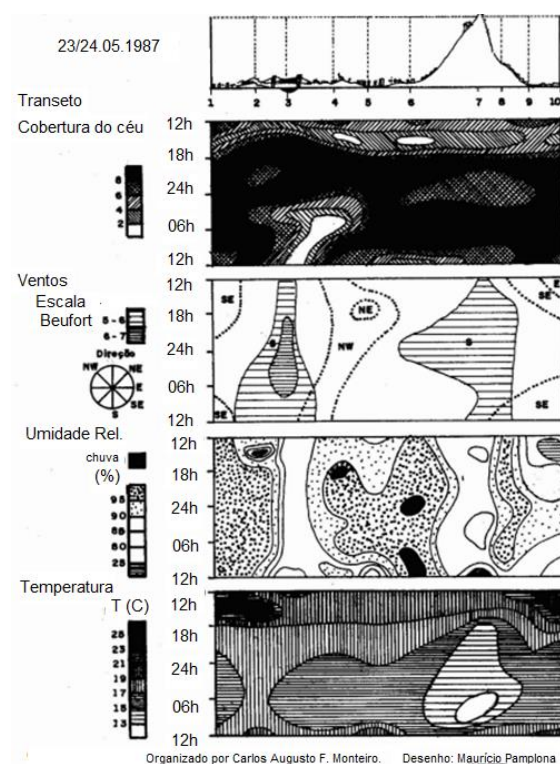 23/24.05.1987
Transeto
1 2 3 4 5 6 7 8 9 10
Cobertura do céu
12h
18h
24h
06h
12h
8
6
4
2
Ventos
Escala
Beufort
5 - 6
6 - 7
Direção
NW NE
E
SE
S
12h
18h
24h
06h
12h
SE
S
NE
NW
S
SE
E
SE
SE
SE
Umidade Rel.
chuva
(%)
95
90
85
80
25
12h
18h
24h
06h
12h
Temperatura
T (C)
25
23
21
19
17
15
13
12h
18h
24h
06h
12h
Organizado por Carlos Augusto F. Monteiro. Desenho: Maurício Pamplona